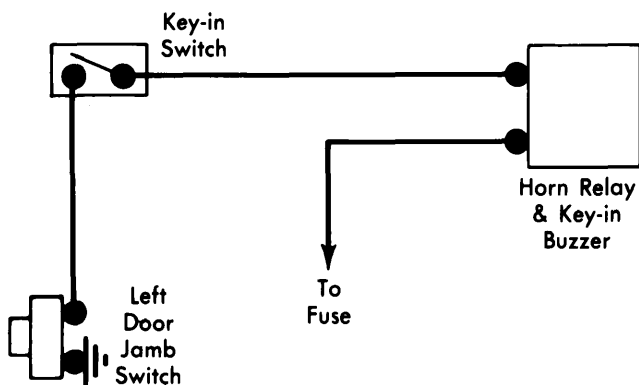 Key-in
Switch
Horn Relay
& Key-in
Buzzer
To
Fuse
Left
Door
Jamb
Switch